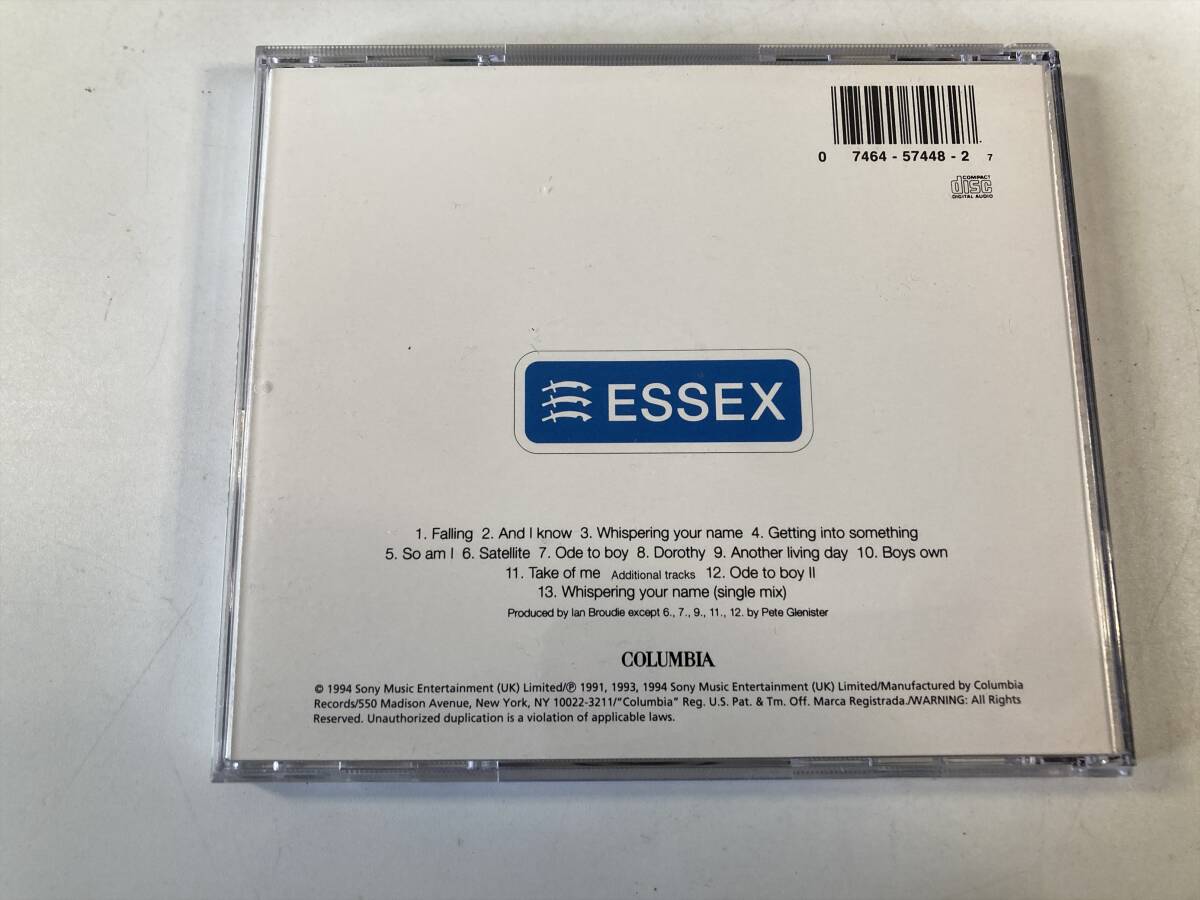 0 7464 - 57448 - 2 7
COMPACT
disc
DIGITAL AUDIO
ESSEX
1. Falling 2. And I know 3. Whispering your name 4. Getting into something
5. So am I 6. Satellite 7. Ode to boy 8. Dorothy 9. Another living day 10. Boys own
11. Take of me Additional tracks 12. Ode to boy II
13. Whispering your name (single mix)
Produced by Ian Broudie except 6., 7., 9., 11., 12. by Pete Glenister
COLUMBIA
© 1994 Sony Music Entertainment (UK) Limited/℗ 1991, 1993, 1994 Sony Music Entertainment (UK) Limited/Manufactured by Columbia
Records/550 Madison Avenue, New York, NY 10022-3211/"Columbia" Reg. U.S. Pat. & Tm. Off. Marca Registrada./WARNING: All Rights
Reserved. Unauthorized duplication is a violation of applicable laws.